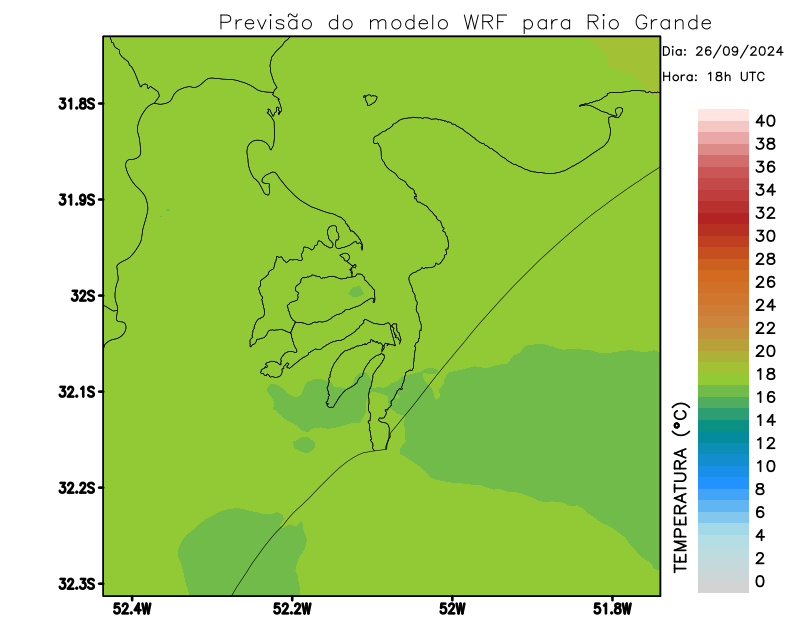 Previsão do modelo WRF para Rio Grande
Dia: 26/09/2024
Hora: 18h UTC
31.8S
31.9S
32S
32.1S
32.2S
32.3S
52.4W
52.2W
52W
51.8W
TEMPERATURA (ºC)
40
38
36
34
32
30
28
26
24
22
20
18
16
14
12
10
8
6
4
2
0